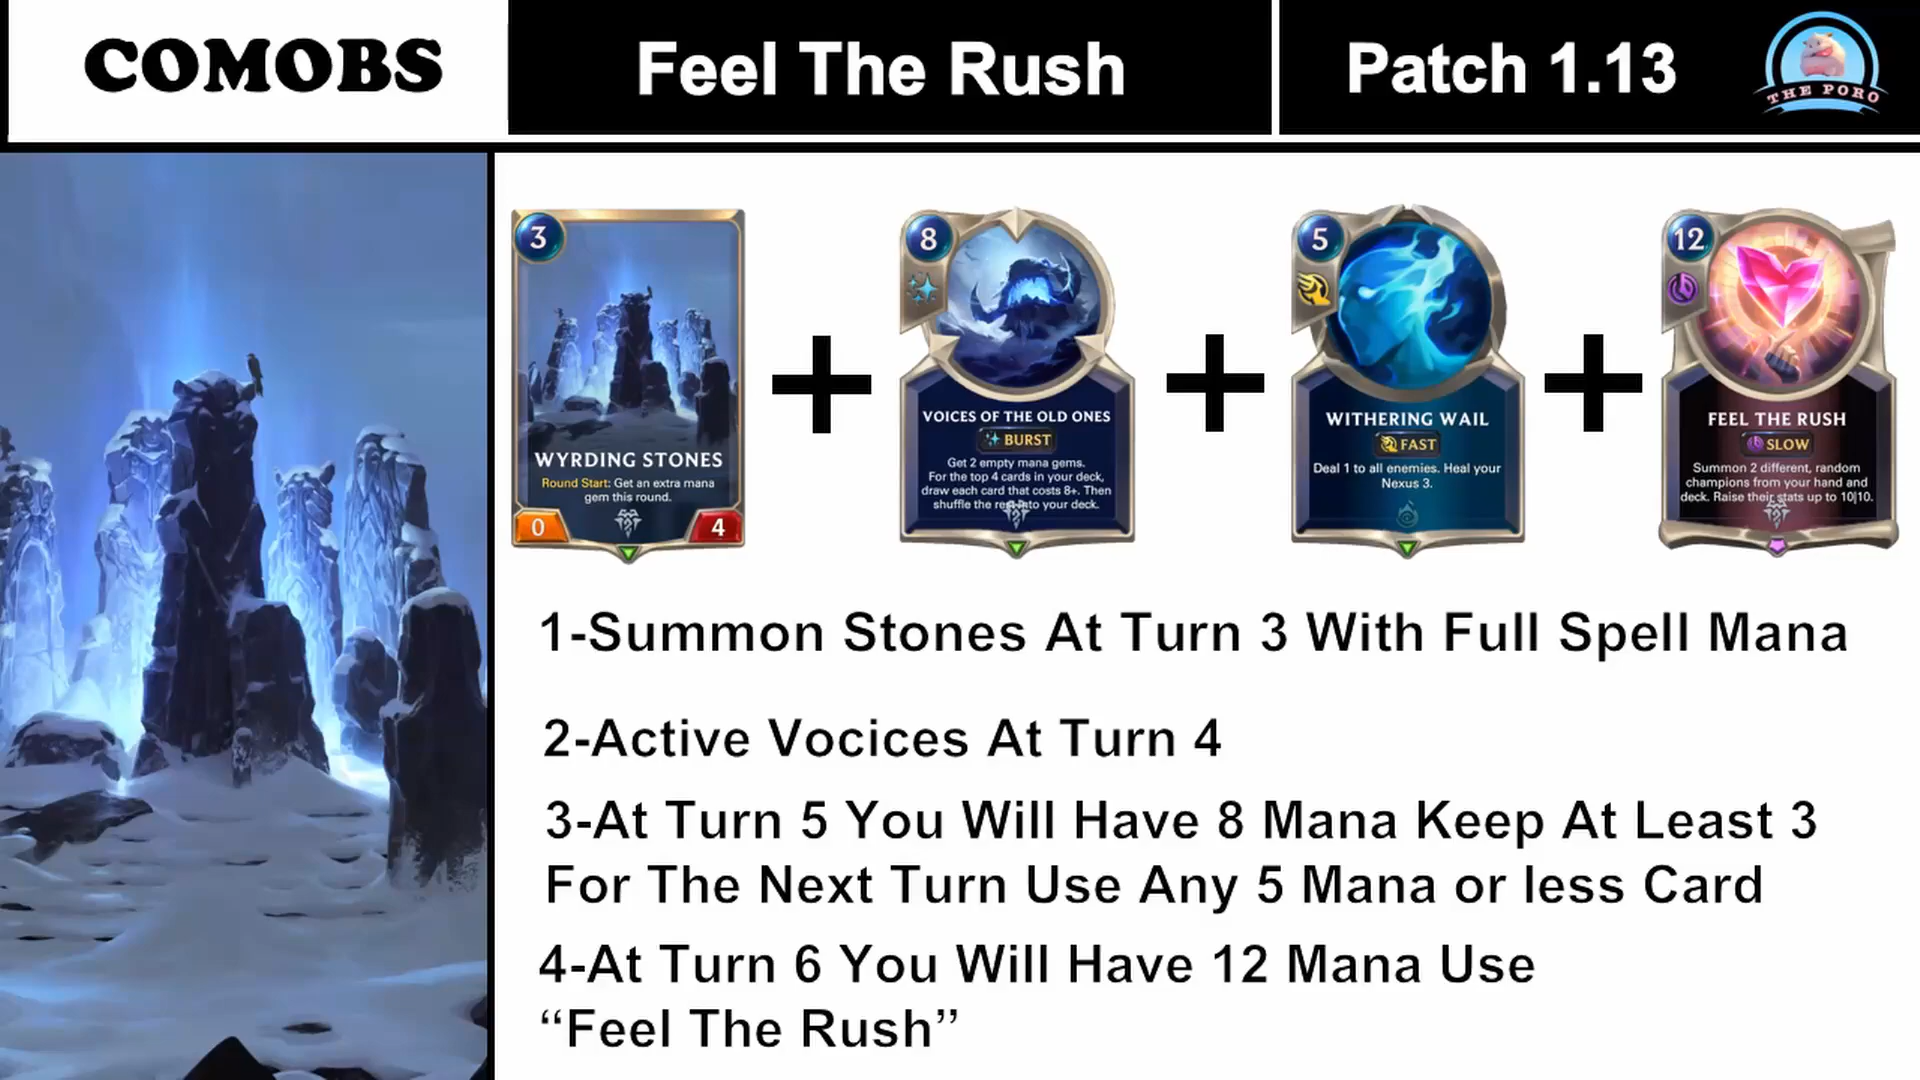 COMOBS
Feel The Rush
Patch 1.13
THE PORO
3
WYRDING STONES
Round Start: Get an extra mana
gem this round.
0
4
8
VOICES OF THE OLD ONES
BURST
Get 2 empty mana gems.
For the top 4 cards in your deck,
draw each card that costs 8+. Then
shuffle the rest into your deck.
5
WITHERING WAIL
FAST
Deal 1 to all enemies. Heal your
Nexus 3.
12
FEEL THE RUSH
SLOW
Summon 2 different, random
champions from your hand and
deck. Raise their stats up to 10|10.
1-Summon Stones At Turn 3 With Full Spell Mana
2-Active Vocices At Turn 4
3-At Turn 5 You Will Have 8 Mana Keep At Least 3
For The Next Turn Use Any 5 Mana or less Card
4-At Turn 6 You Will Have 12 Mana Use
“Feel The Rush”